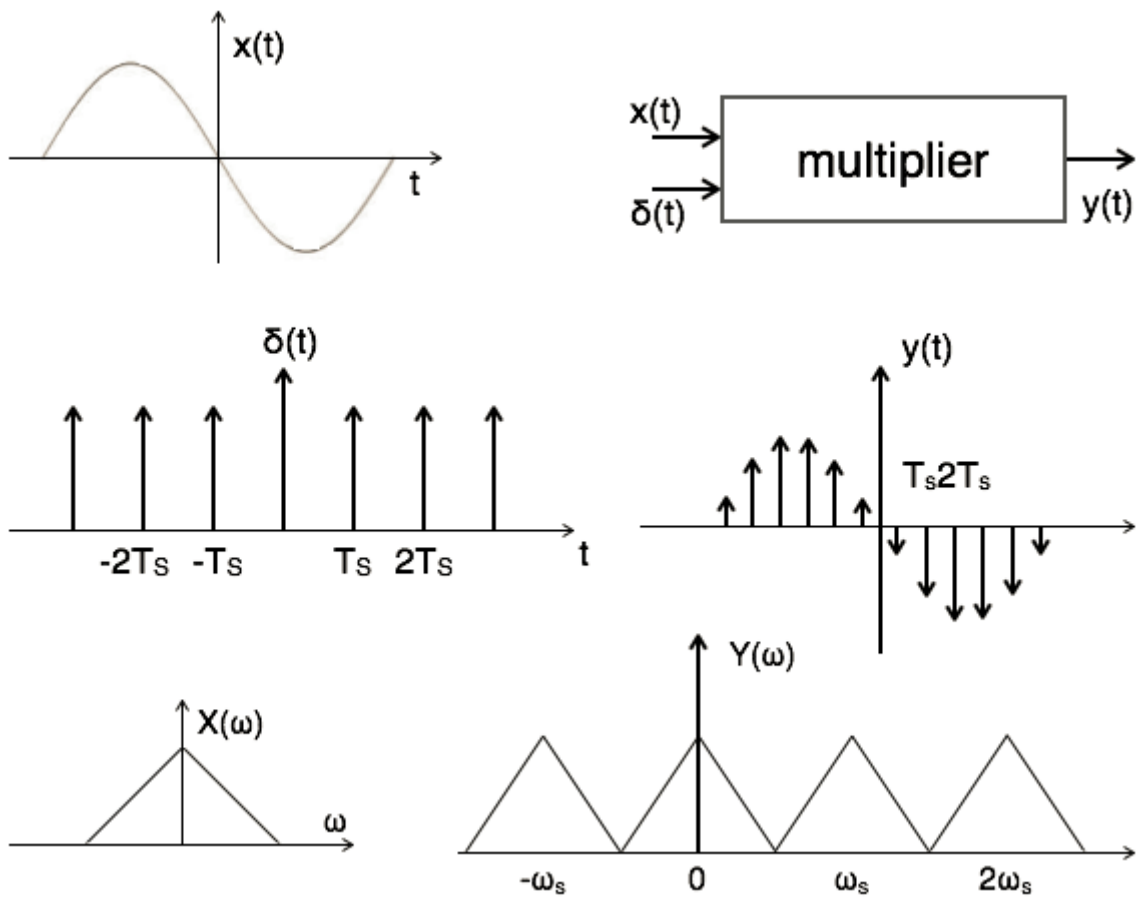 x(t)
t
x(t)
δ(t)
multiplier
y(t)
δ(t)
-2Ts -Ts Ts 2Ts t
y(t)
Ts2Ts
X(ω)
ω
Y(ω)
-ωs 0 ωs 2ωs